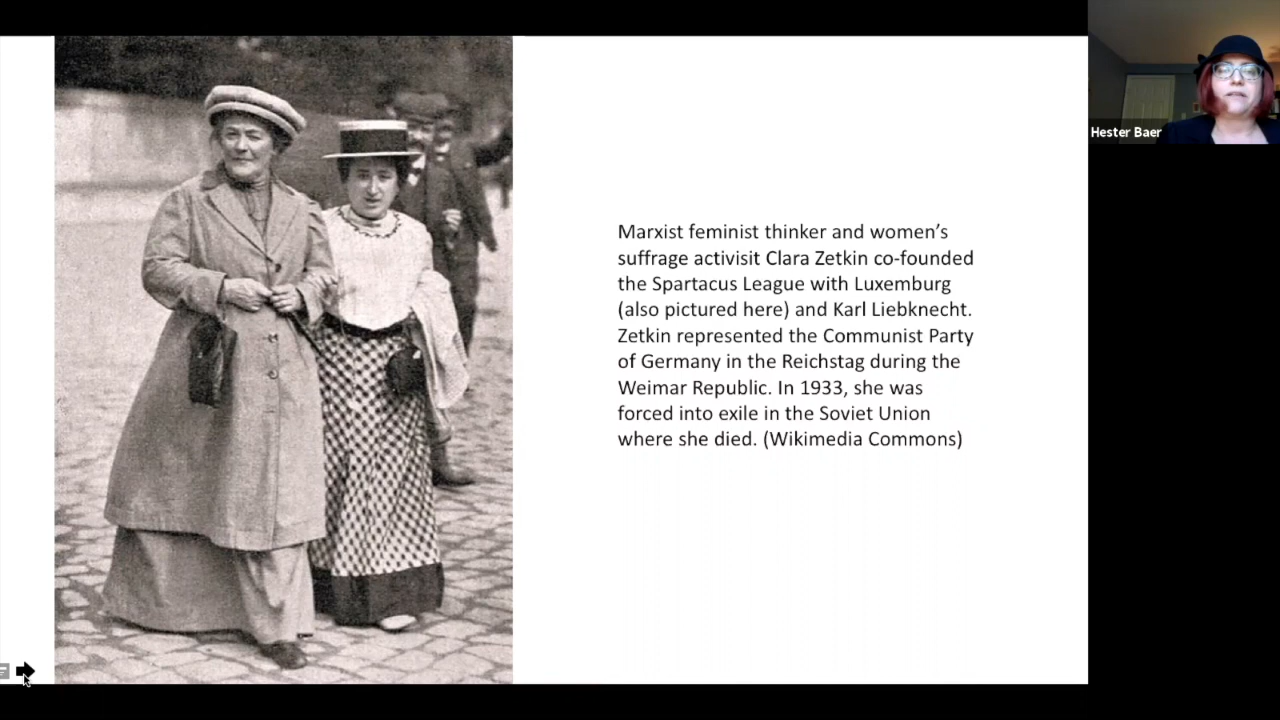 Marxist feminist thinker and women’s
suffrage activisit Clara Zetkin co-founded
the Spartacus League with Luxemburg
(also pictured here) and Karl Liebknecht.
Zetkin represented the Communist Party
of Germany in the Reichstag during the
Weimar Republic. In 1933, she was
forced into exile in the Soviet Union
where she died. (Wikimedia Commons)
Hester Baer